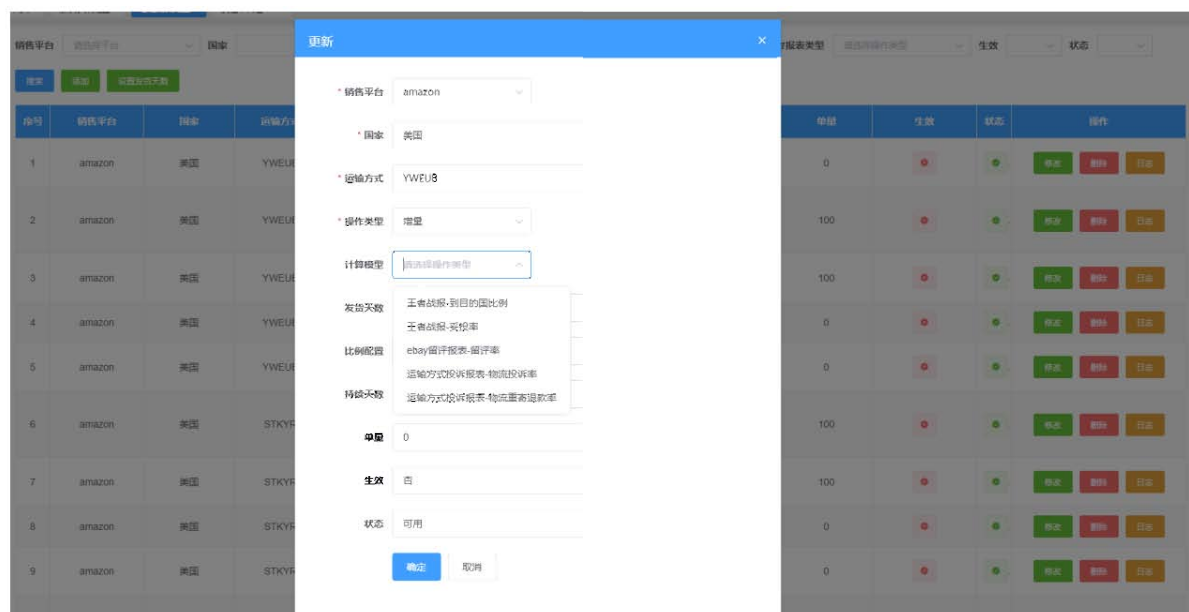 更新 ×
销售平台 请选择平台 国家
报表类型 请选择操作类型 生效 状态
搜索 添加 设置发货天数
序号 销售平台 国家 运输方式 单量 生效 状态 操作
1 amazon 美国 YWEUB 0 修改 删除 日志
2 amazon 美国 YWEUB 100 修改 删除 日志
3 amazon 美国 YWEUB 100 修改 删除 日志
4 amazon 美国 YWEUB 0 修改 删除 日志
5 amazon 美国 YWEUB 0 修改 删除 日志
6 amazon 美国 STKYR 100 修改 删除 日志
7 amazon 美国 STKYR 100 修改 删除 日志
8 amazon 美国 STKYR 0 修改 删除 日志
9 amazon 美国 STKYR 0 修改 删除 日志
* 销售平台 amazon
* 国家 美国
* 运输方式 YWEUB
* 操作类型 增量
计算模型 请选择操作类型
发货天数
比例配置
持续天数
王者战报-到目的国比例
王者战报-妥投率
ebay留评报表-留评率
运输方式投诉报表-物流投诉率
运输方式投诉报表-物流重寄退款率
单量 0
生效 否
状态 可用
确定 取消